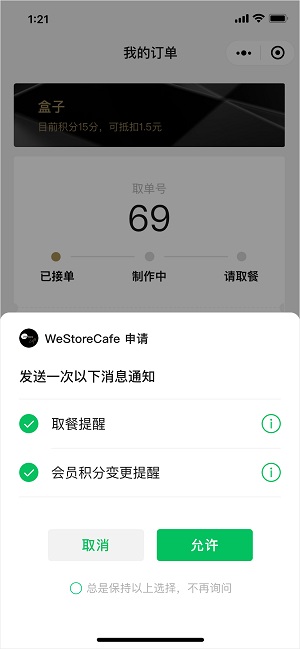 1:21
我的订单
盒子
目前积分15分，可抵扣1.5元
取单号
69
已接单 制作中 请取餐
WeStoreCafe 申请
发送一次以下消息通知
取餐提醒
会员积分变更提醒
取消 允许
总是保持以上选择，不再询问